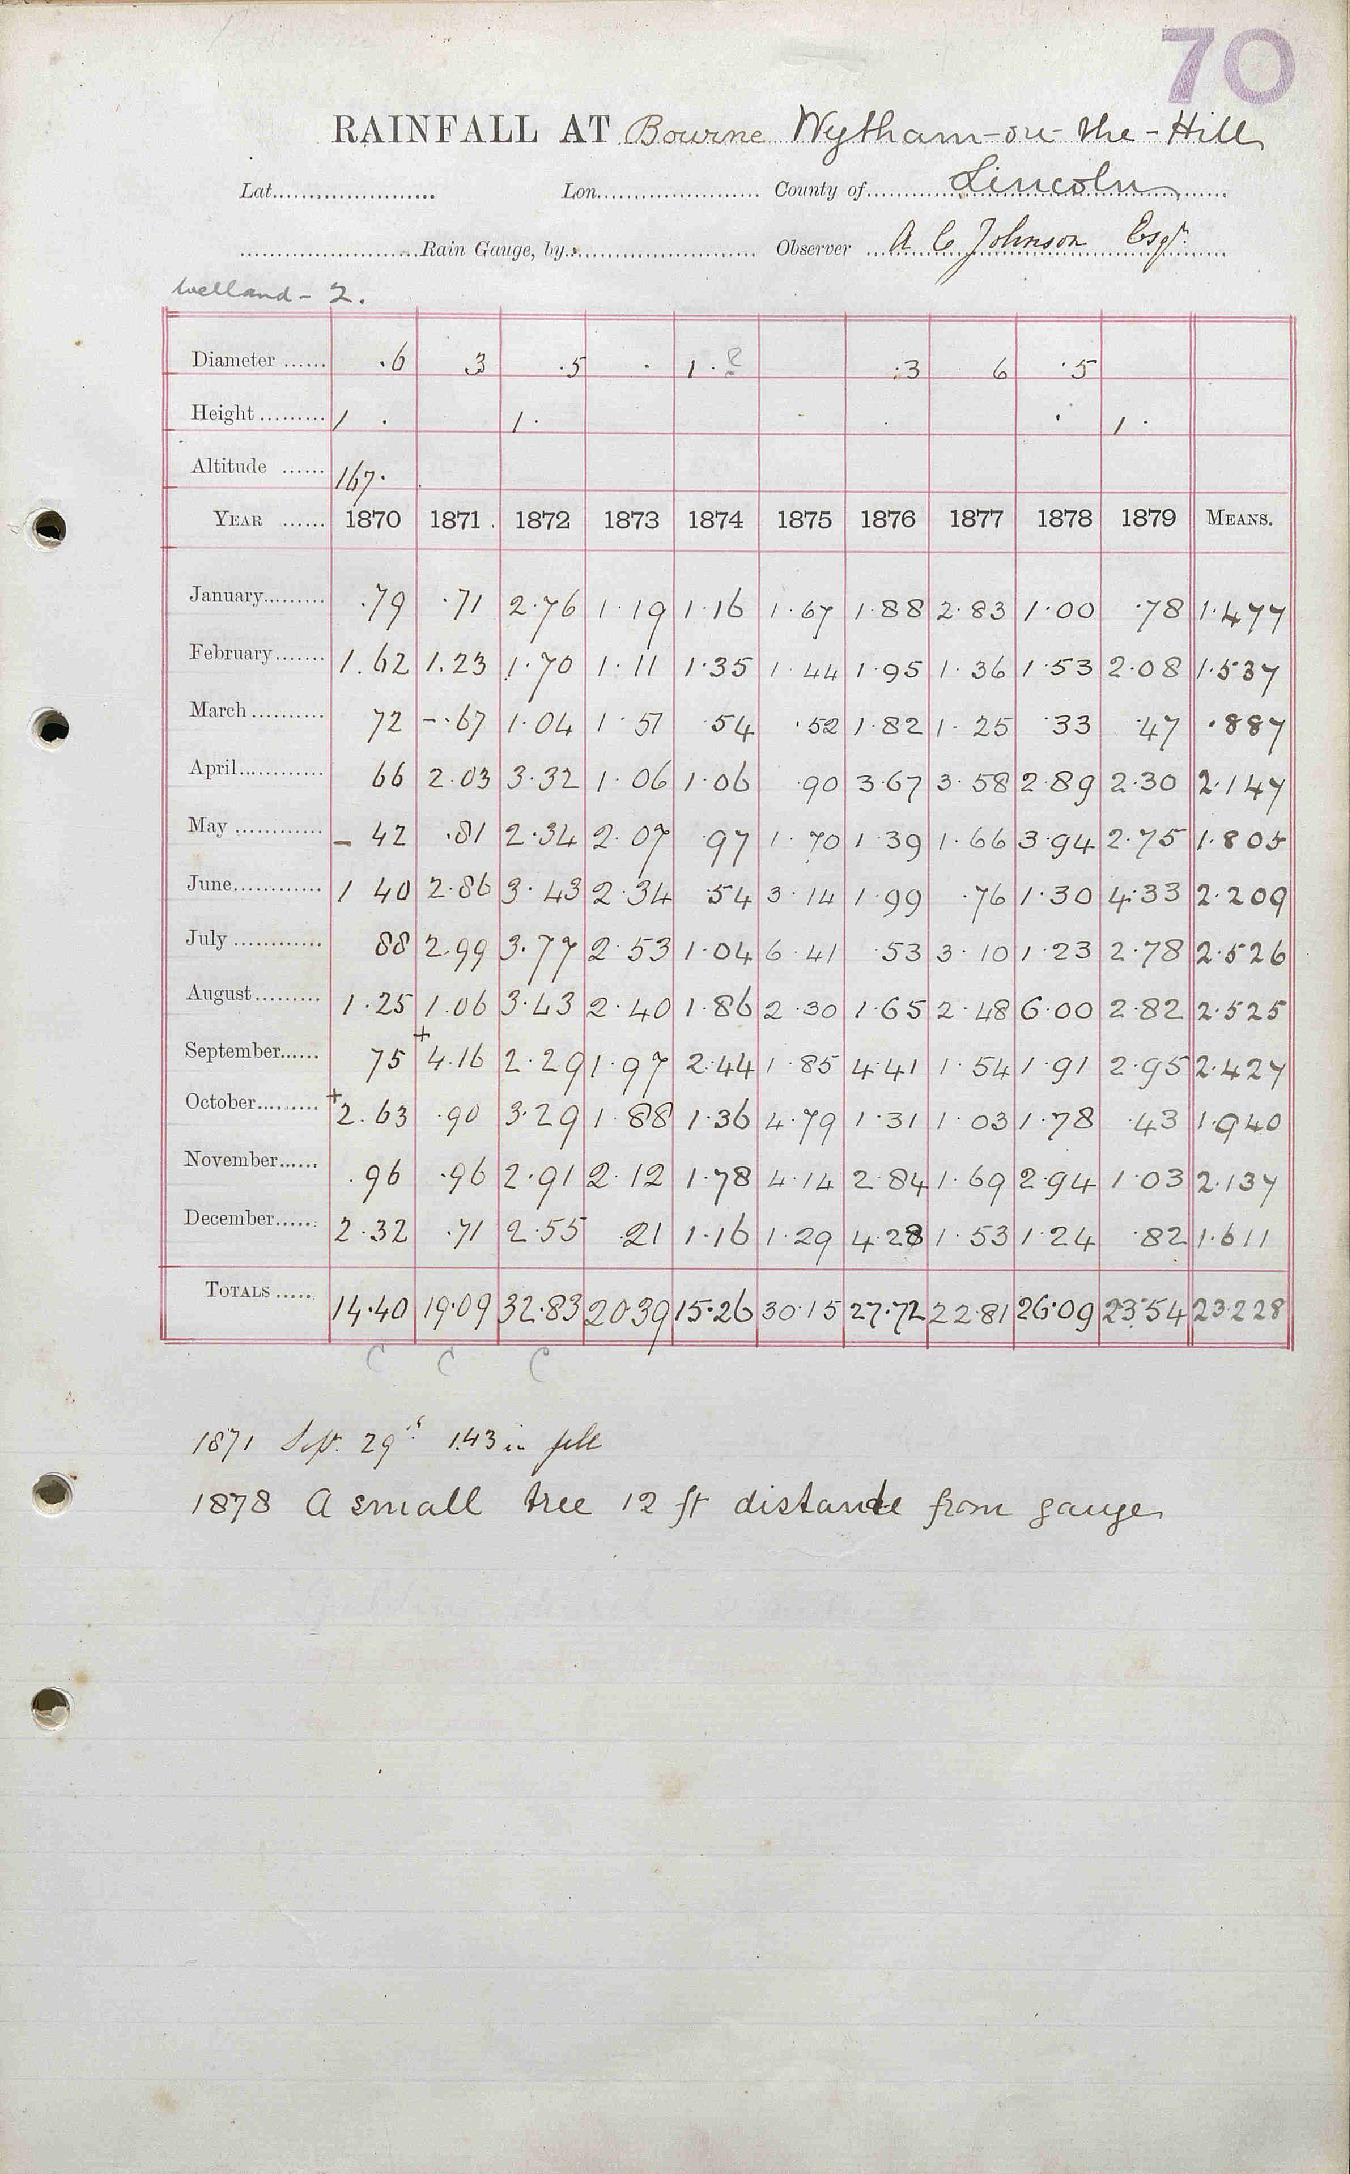 70
RAINFALL AT Bourne Wytham-on-the-Hill
Lat. Lon. County of Lincoln
Rain Gauge, by Observer A C Johnson Esqr.
Welland - 2.
Diameter .6 3 .5 . 1 . 8 .3 6 .5
Height 1 . 1 . . 1 .
Altitude 167.
YEAR 1870 1871 1872 1873 1874 1875 1876 1877 1878 1879 MEANS.
January .79 .71 2.76 1.19 1.16 1.67 1.88 2.83 1.00 .78 1.477
February 1.62 1.23 1.70 1.11 1.35 1.44 1.95 1.36 1.53 2.08 1.537
March 72 -.67 1.04 1.51 .54 .52 1.82 1.25 .33 .47 .887
April 66 2.03 3.32 1.06 1.06 .90 3.67 3.58 2.89 2.30 2.147
May - 42 .81 2.34 2.07 .97 1.70 1.39 1.66 3.94 2.75 1.805
June 1 40 2.86 3.43 2.34 .54 3.14 1.99 .76 1.30 4.33 2.209
July 88 2.99 3.77 2.53 1.04 6.41 .53 3.10 1.23 2.78 2.526
August 1.25 1.06 3.43 2.40 1.86 2.30 1.65 2.48 6.00 2.82 2.525
September 75 +4.16 2.29 1.97 2.44 1.85 4.41 1.54 1.91 2.95 2.427
October +2.63 .90 3.29 1.88 1.36 4.79 1.31 1.03 1.78 .43 1.940
November .96 .96 2.91 2.12 1.78 4.14 2.84 1.69 2.94 1.03 2.137
December 2.32 .71 2.55 .21 1.16 1.29 4.28 1.53 1.24 .82 1.611
TOTALS 14.40 19.09 32.83 20.39 15.26 30.15 27.72 22.81 26.09 23.54 23.228
C C C
1871 Sept. 29th 1.43 in fell
1878 A small tree 12 ft distante from gauge